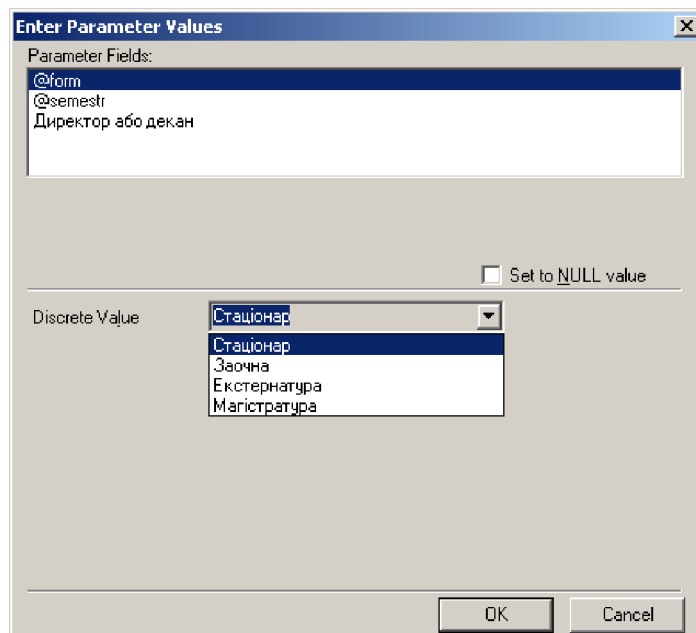 Enter Parameter Values
Parameter Fields:
@form
@semestr
Директор або декан
Set to NULL value
Discrete Value
Стаціонар
Стаціонар
Заочна
Екстернатура
Магістратура
OK
Cancel